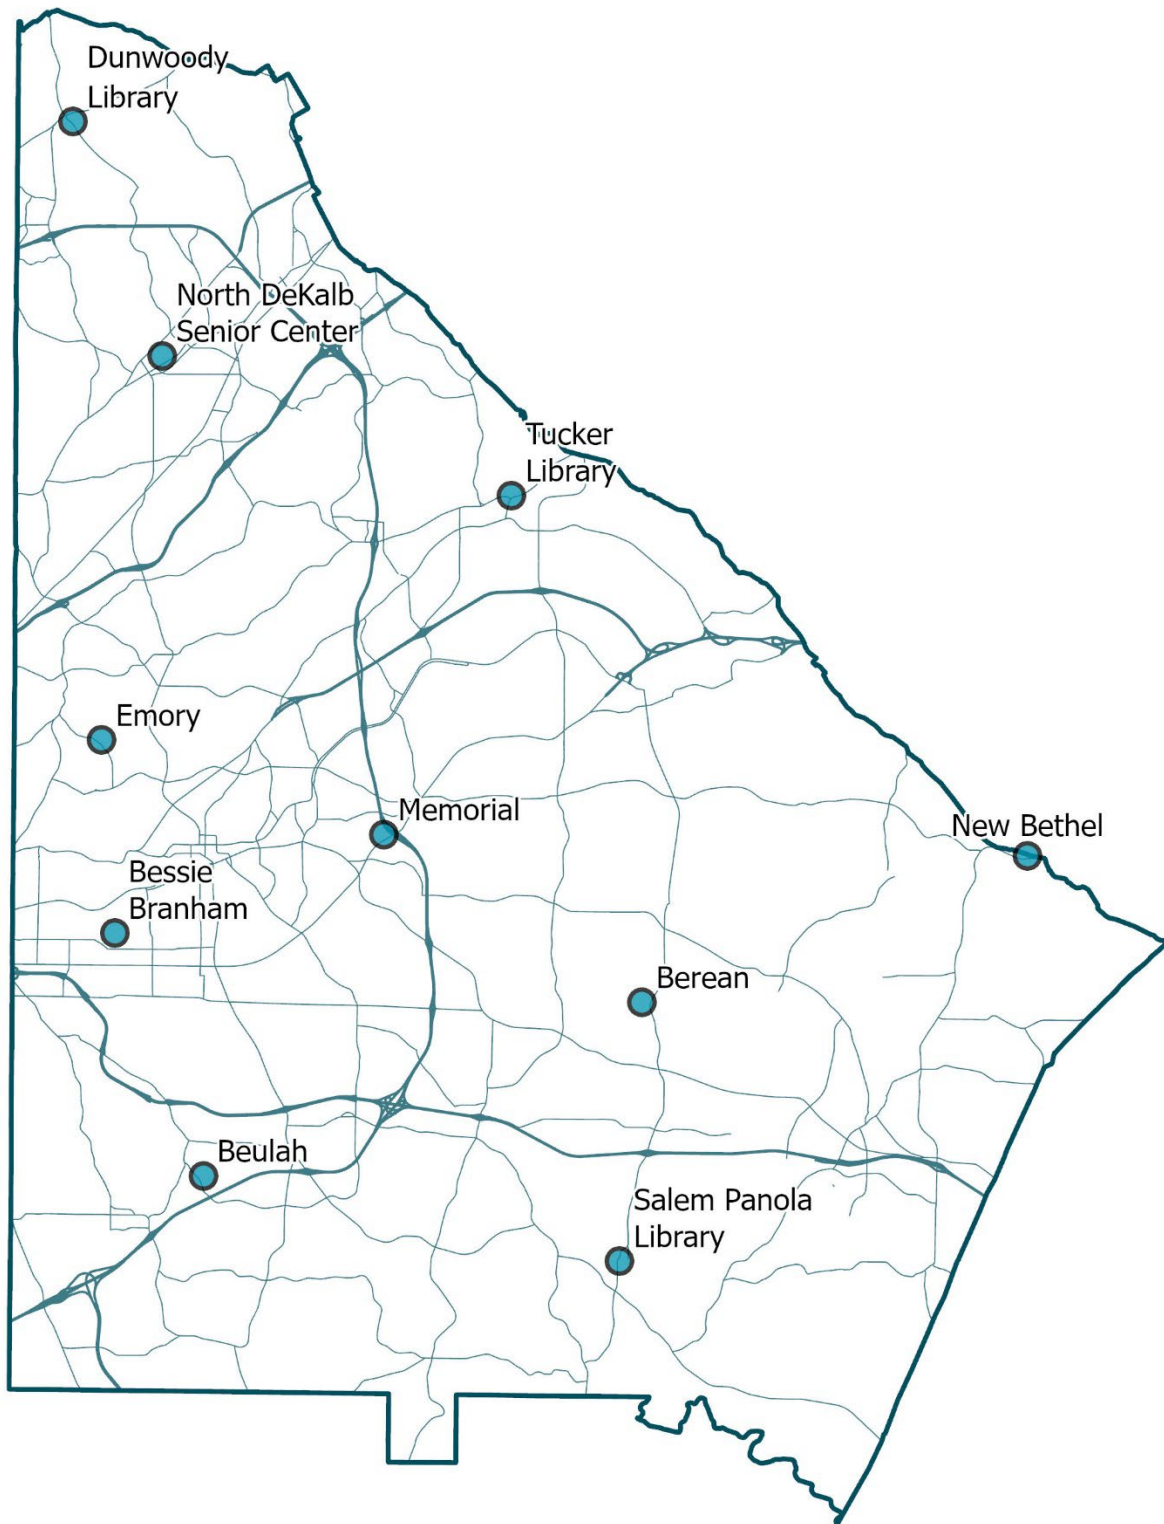 Dunwoody
Library
North DeKalb
Senior Center
Tucker
Library
Emory
Memorial
New Bethel
Bessie
Branham
Berean
Beulah
Salem Panola
Library